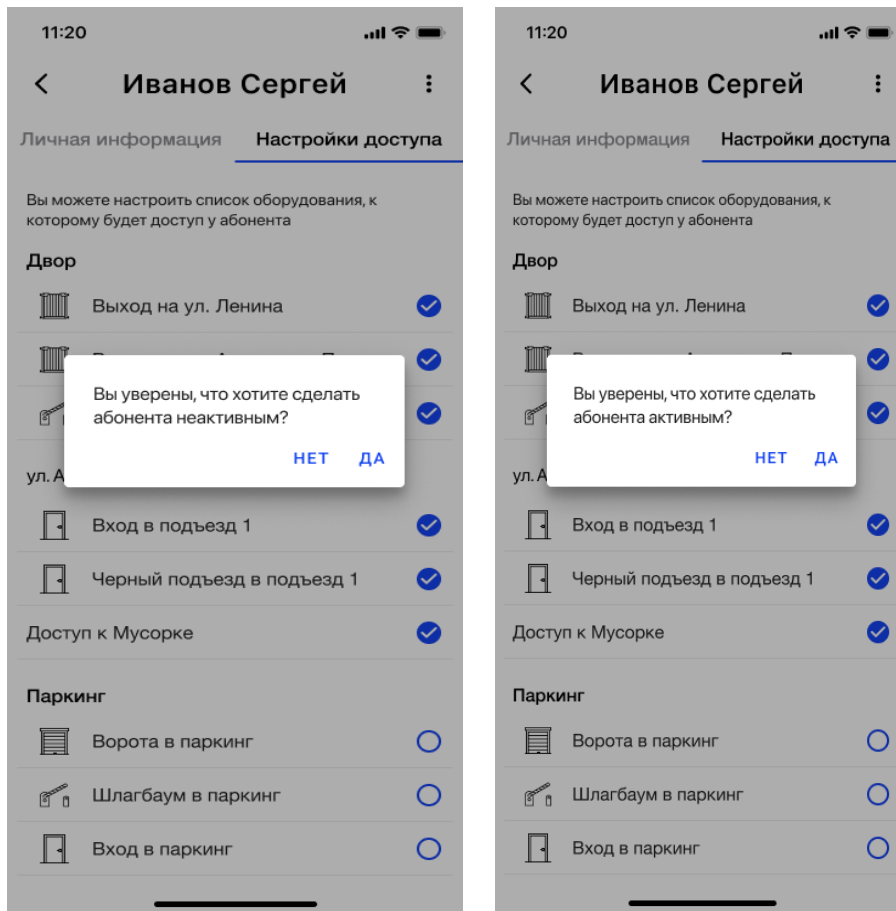 11:20
Иванов Сергей
Личная информация Настройки доступа
Вы можете настроить список оборудования, к
которому будет доступ у абонента
Двор
Выход на ул. Ленина
Вы уверены, что хотите сделать
абонента неактивным?
НЕТ ДА
ул. А
Вход в подъезд 1
Черный подъезд в подъезд 1
Доступ к Мусорке
Паркинг
Ворота в паркинг
Шлагбаум в паркинг
Вход в паркинг
11:20
Иванов Сергей
Личная информация Настройки доступа
Вы можете настроить список оборудования, к
которому будет доступ у абонента
Двор
Выход на ул. Ленина
Вы уверены, что хотите сделать
абонента активным?
НЕТ ДА
ул. А
Вход в подъезд 1
Черный подъезд в подъезд 1
Доступ к Мусорке
Паркинг
Ворота в паркинг
Шлагбаум в паркинг
Вход в паркинг